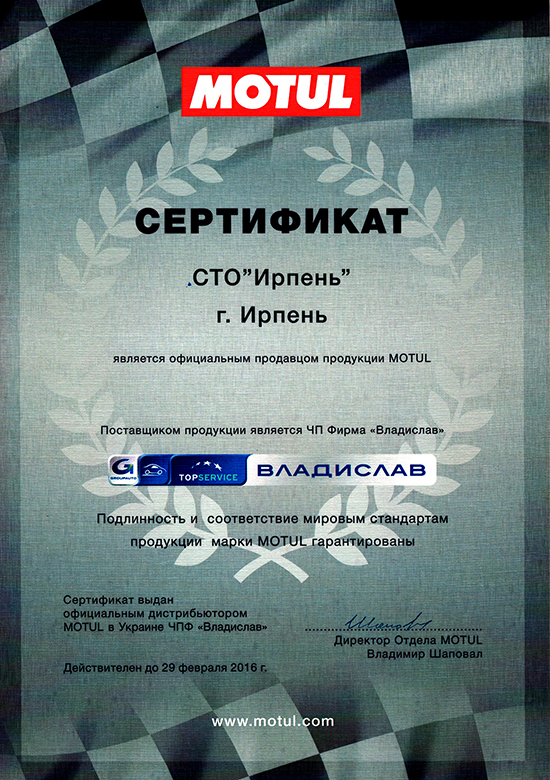 MOTUL
СЕРТИФИКАТ
СТО"Ирпень"
г. Ирпень
является официальным продавцом продукции MOTUL
Поставщиком продукции является ЧП Фирма «Владислав»
G GROUPAUTO TOPSERVICE ВЛАДИСЛАВ
Подлинность и соответствие мировым стандартам
продукции марки MOTUL гарантированы
Сертификат выдан
официальным дистрибьютором
MOTUL в Украине ЧПФ «Владислав»
Директор Отдела MOTUL
Владимир Шаповал
Действителен до 29 февраля 2016 г.
www.motul.com